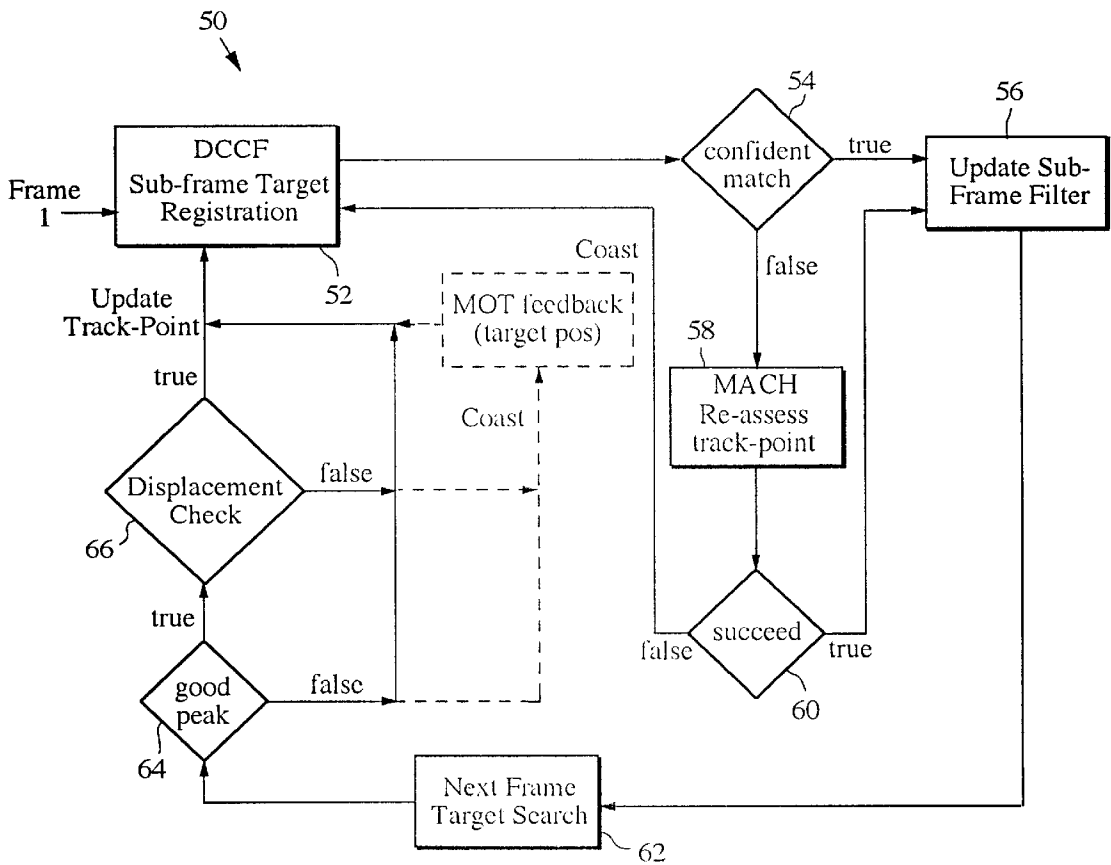 50
DCCF
Sub-frame Target
Registration
Frame
1
52
confident
match
54
true
false
56
Update Sub-
Frame Filter
Coast
MOT feedback
(target pos)
Update
Track-Point
true
58
MACH
Re-assess
track-point
Coast
Displacement
Check
false
66
true
succeed
false
true
60
good
peak
false
64
Next Frame
Target Search
62